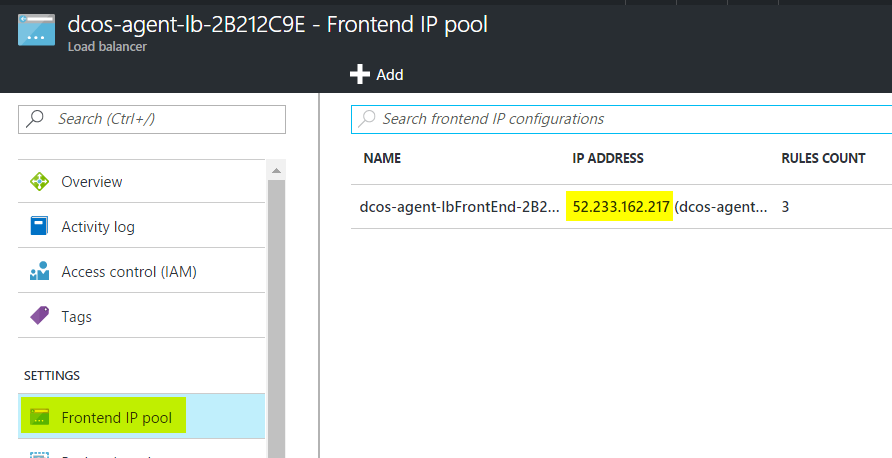 dcos-agent-lb-2B212C9E - Frontend IP pool
Load balancer
Add
Search (Ctrl+/)
Overview
Activity log
Access control (IAM)
Tags
SETTINGS
Frontend IP pool
Search frontend IP configurations
NAME IP ADDRESS RULES COUNT
dcos-agent-lbFrontEnd-2B2... 52.233.162.217 (dcos-agent... 3